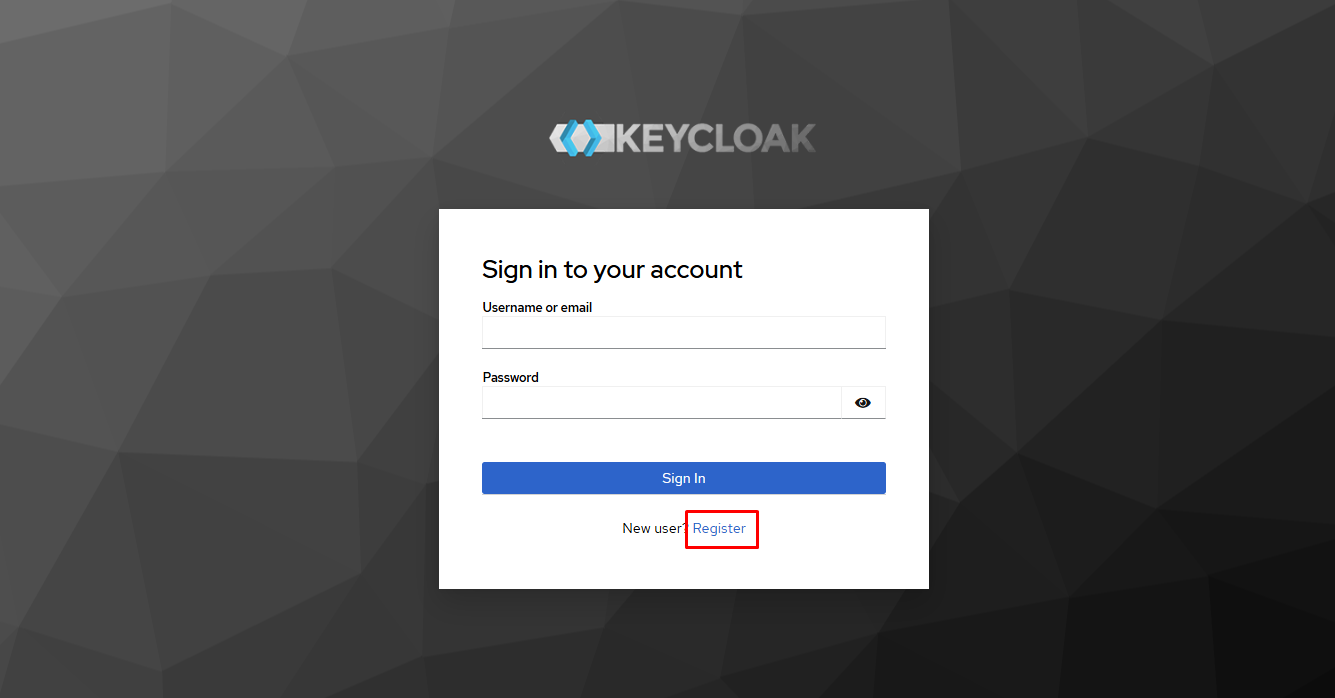 KEYCLOAK
Sign in to your account
Username or email
Password
Sign In
New user? Register